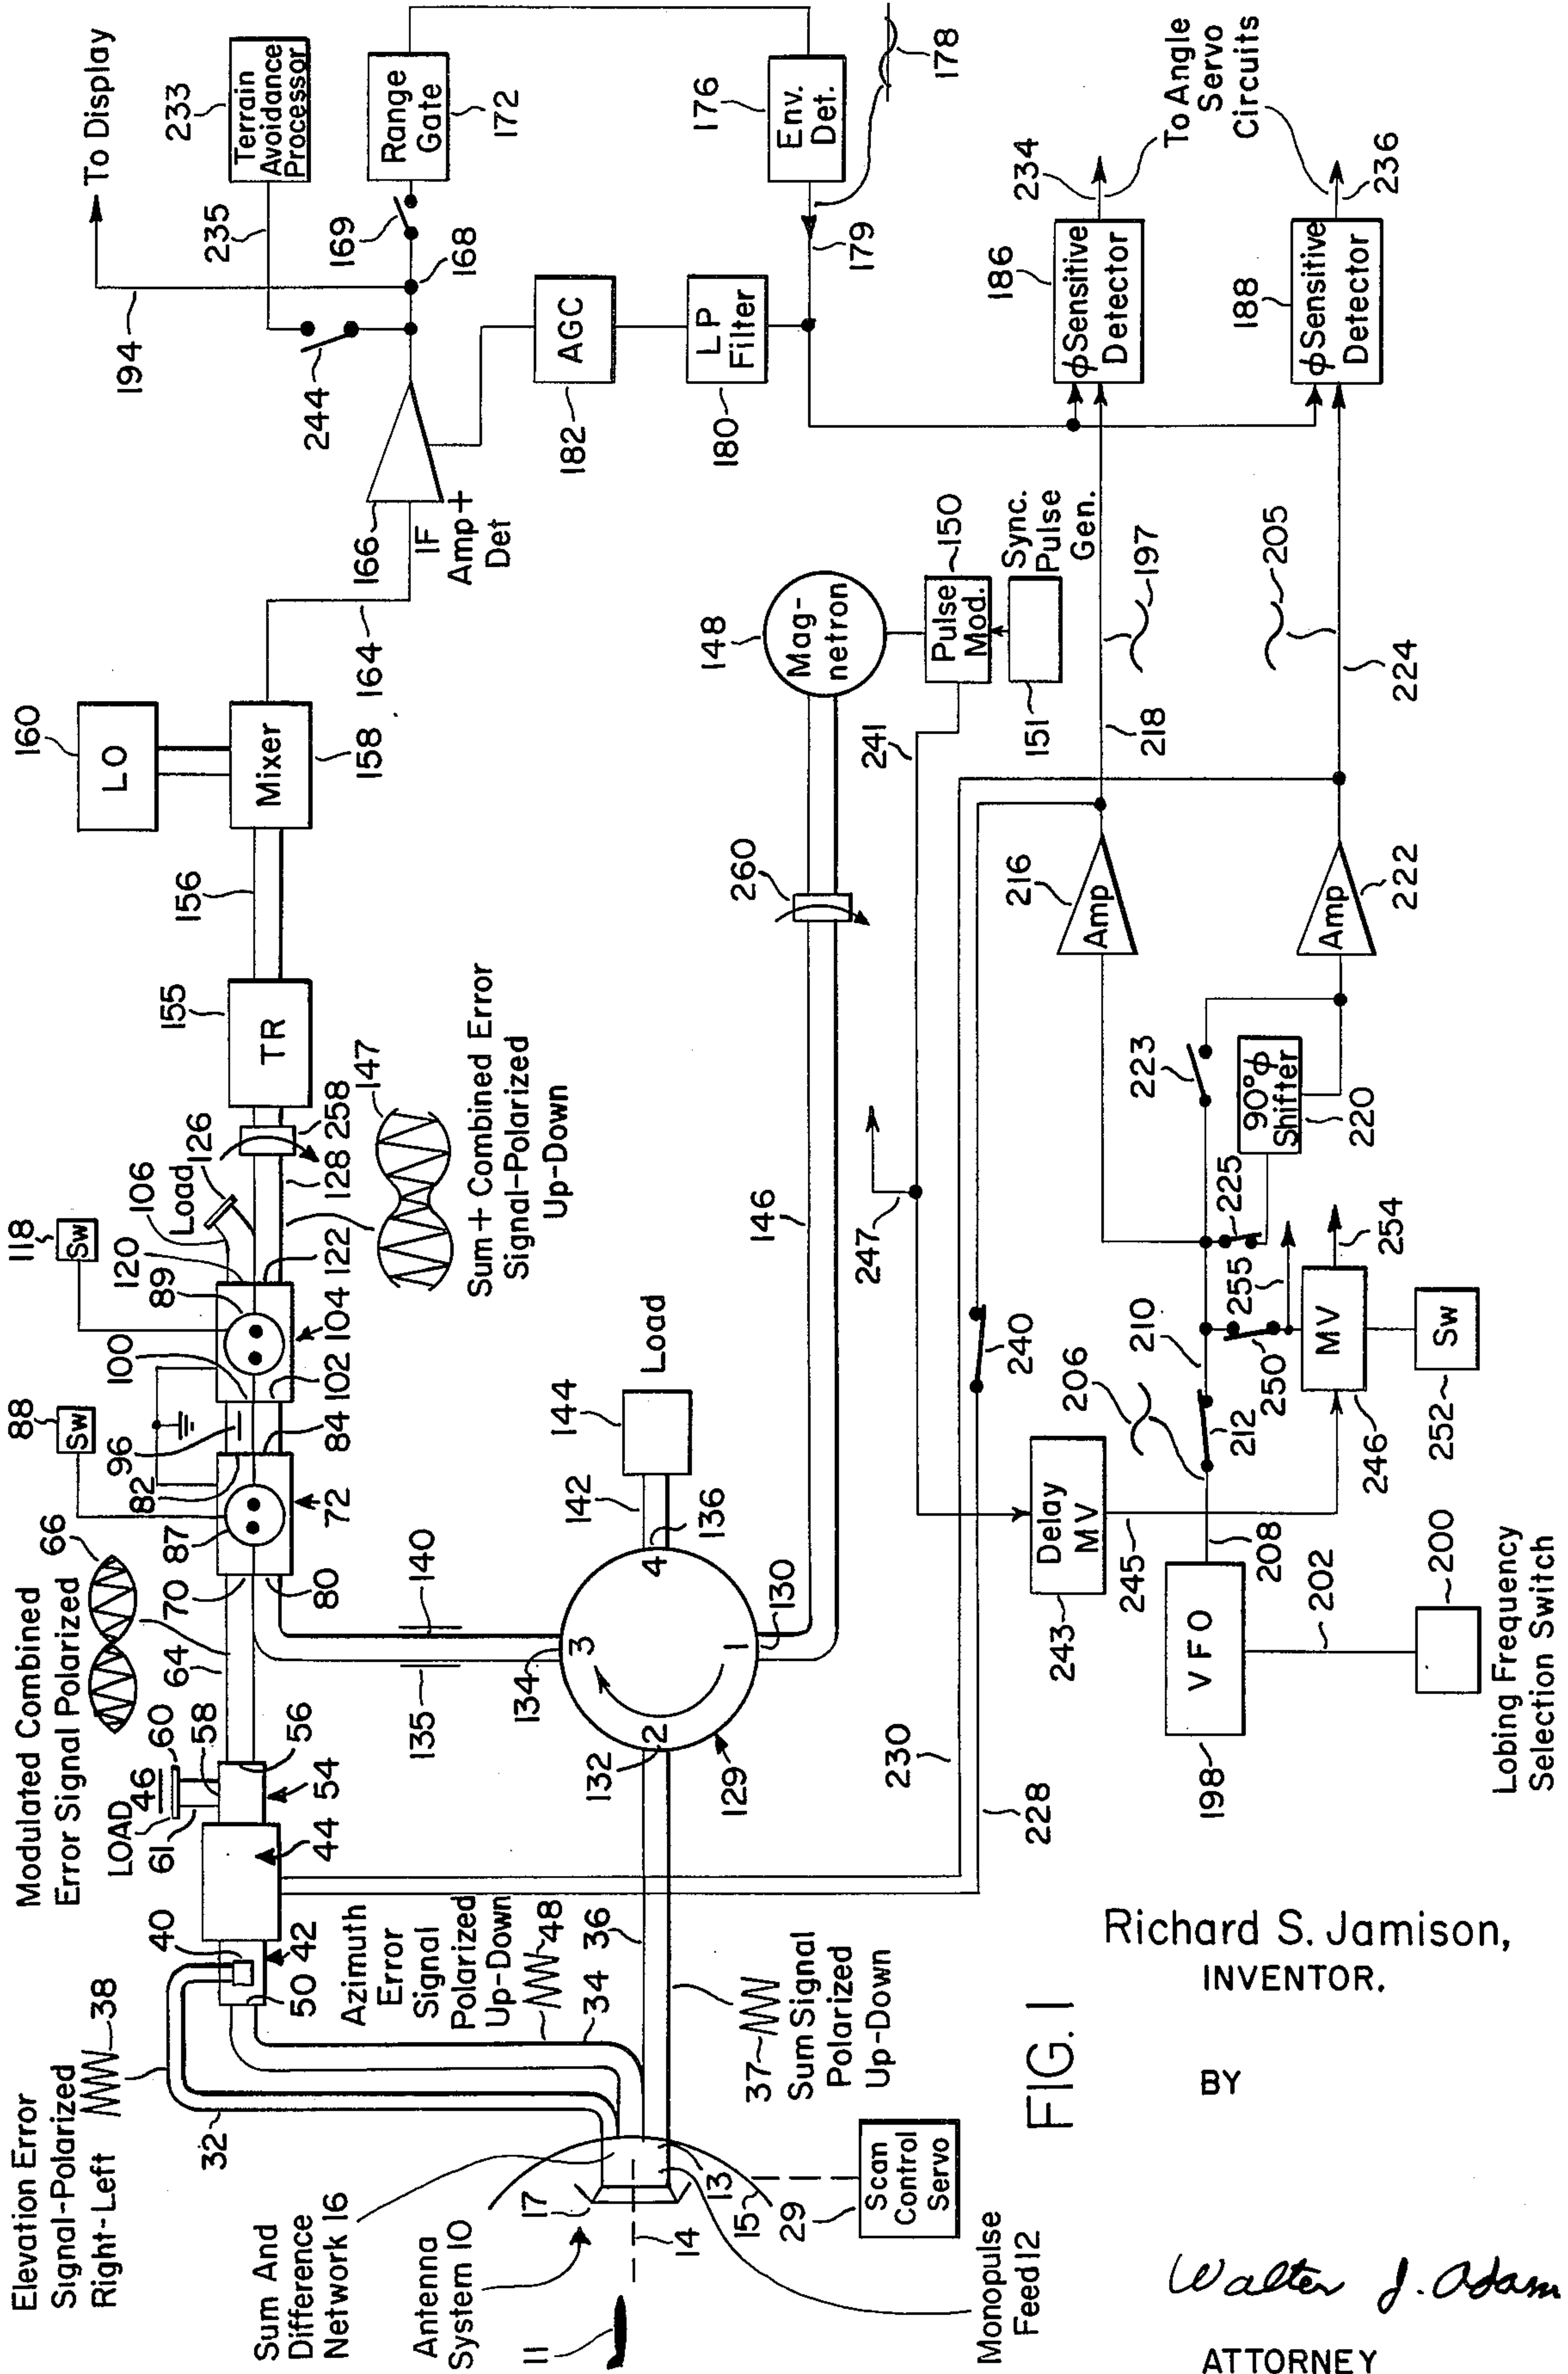 Elevation Error
Signal-Polarized
Right-Left
38
32
40
50
42
Modulated Combined
Error Signal Polarized
66
LOAD
46
60
61
58
56
54
44
64
70
80
87
72
82
84
96
88
Sw
100
102
104
89
118
Sw
120
122
106
Load
126
128
258
147
Sum + Combined Error
Signal-Polarized
Up-Down
155
TR
156
160
LO
Mixer
158
164
166
IF
Amp+
Det
194
To Display
244
235
233
Terrain
Avoidance
Processor
168
169
Range
Gate
172
176
Env.
Det.
178
179
AGC
182
LP
Filter
180
186
ϕ Sensitive
Detector
234
To Angle
Servo
Circuits
188
ϕ Sensitive
Detector
236
Azimuth
Error
Signal
Polarized
Up-Down
48
34
36
37
Sum Signal
Polarized
Up-Down
Sum And
Difference
Network 16
Antenna
System 10
11
17
14
13
15
29
Scan
Control
Servo
Monopulse
Feed 12
135
140
134
3
132
2
129
4
136
1
130
142
144
Load
146
260
148
Mag-
netron
150
Pulse
Mod.
151
Sync.
Pulse
Gen.
241
247
230
228
240
243
Delay
MV
245
198
VFO
202
200
Lobing Frequency
Selection Switch
208
206
212
210
250
255
225
223
90° ϕ
Shifter
220
MV
246
254
Sw
252
216
Amp
218
197
222
Amp
224
205
FIG. 1
Richard S. Jamison,
INVENTOR.
BY
Walter J. Adam
ATTORNEY